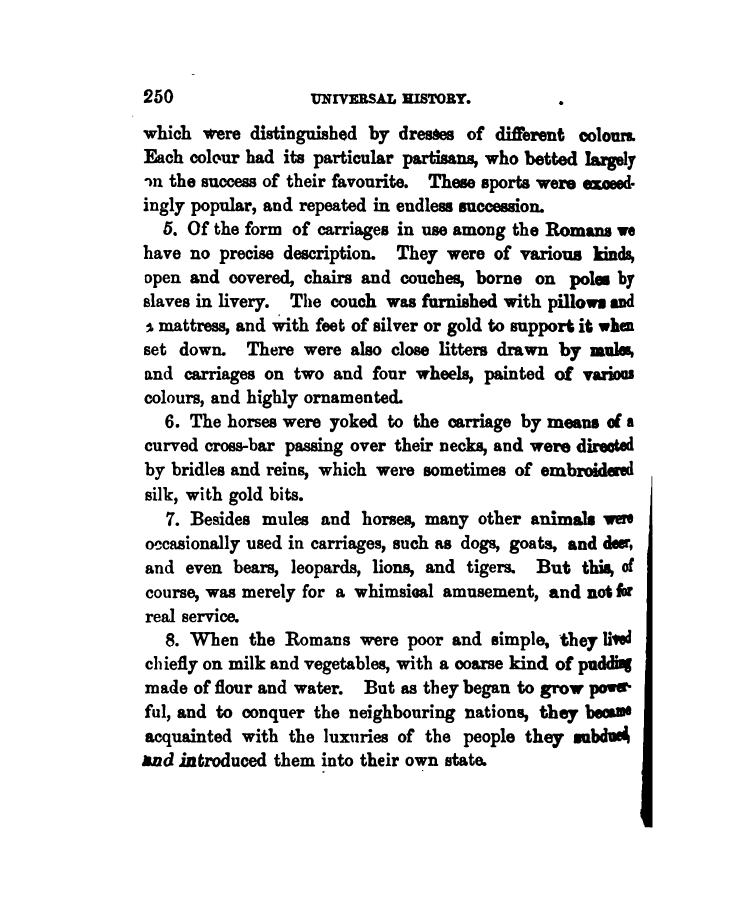 250 UNIVERSAL HISTORY.
which were distinguished by dresses of different colours.
Each colour had its particular partisans, who betted largely
on the success of their favourite. These sports were exceed-
ingly popular, and repeated in endless succession.
5. Of the form of carriages in use among the Romans we
have no precise description. They were of various kinds,
open and covered, chairs and couches, borne on poles by
slaves in livery. The couch was furnished with pillows and
a mattress, and with feet of silver or gold to support it when
set down. There were also close litters drawn by mules,
and carriages on two and four wheels, painted of various
colours, and highly ornamented.
6. The horses were yoked to the carriage by means of a
curved cross-bar passing over their necks, and were directed
by bridles and reins, which were sometimes of embroidered
silk, with gold bits.
7. Besides mules and horses, many other animals were
occasionally used in carriages, such as dogs, goats, and deer,
and even bears, leopards, lions, and tigers. But this, of
course, was merely for a whimsical amusement, and not for
real service.
8. When the Romans were poor and simple, they lived
chiefly on milk and vegetables, with a coarse kind of pudding
made of flour and water. But as they began to grow power-
ful, and to conquer the neighbouring nations, they became
acquainted with the luxuries of the people they subdued,
and introduced them into their own state.